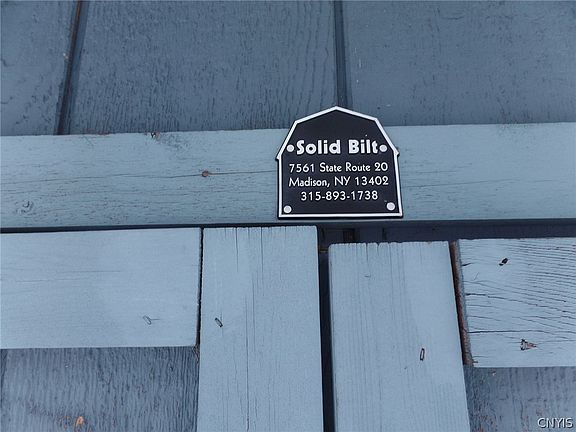 Solid Bilt
7561 State Route 20
Madison, NY 13402
315-893-1738
CNYIS